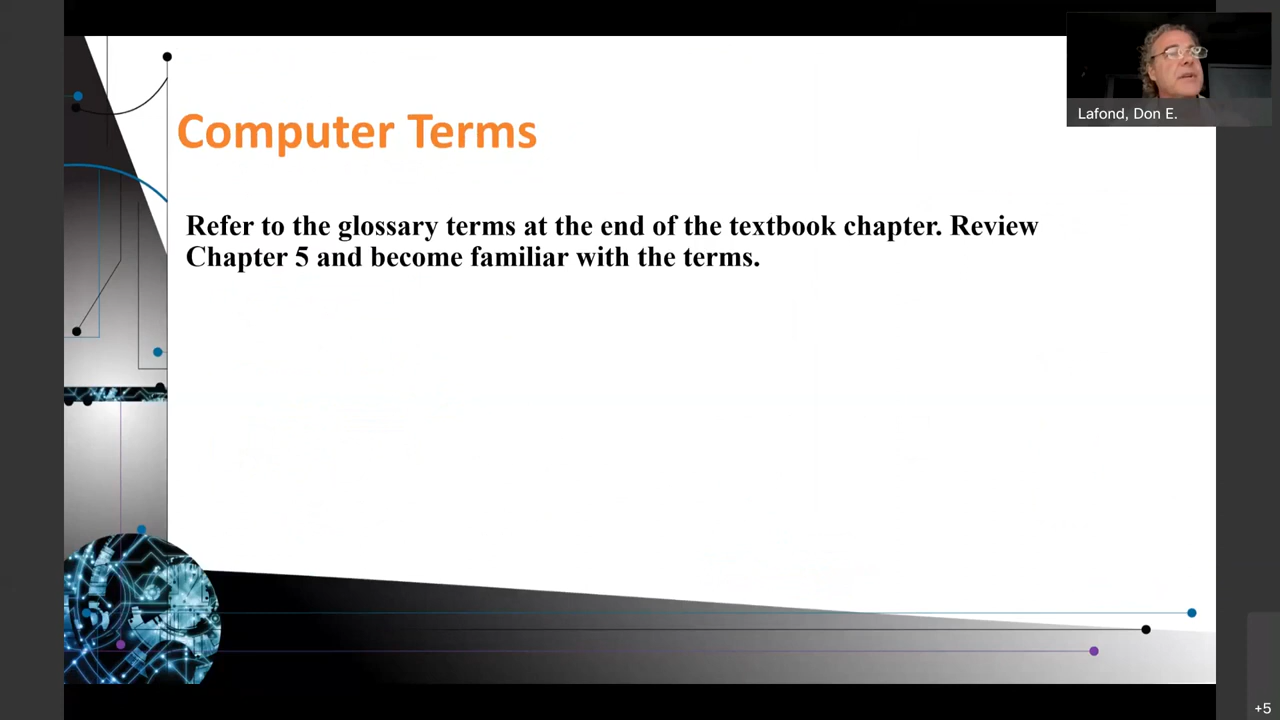 Lafond, Don E.
Computer Terms
Refer to the glossary terms at the end of the textbook chapter. Review
Chapter 5 and become familiar with the terms.
+5